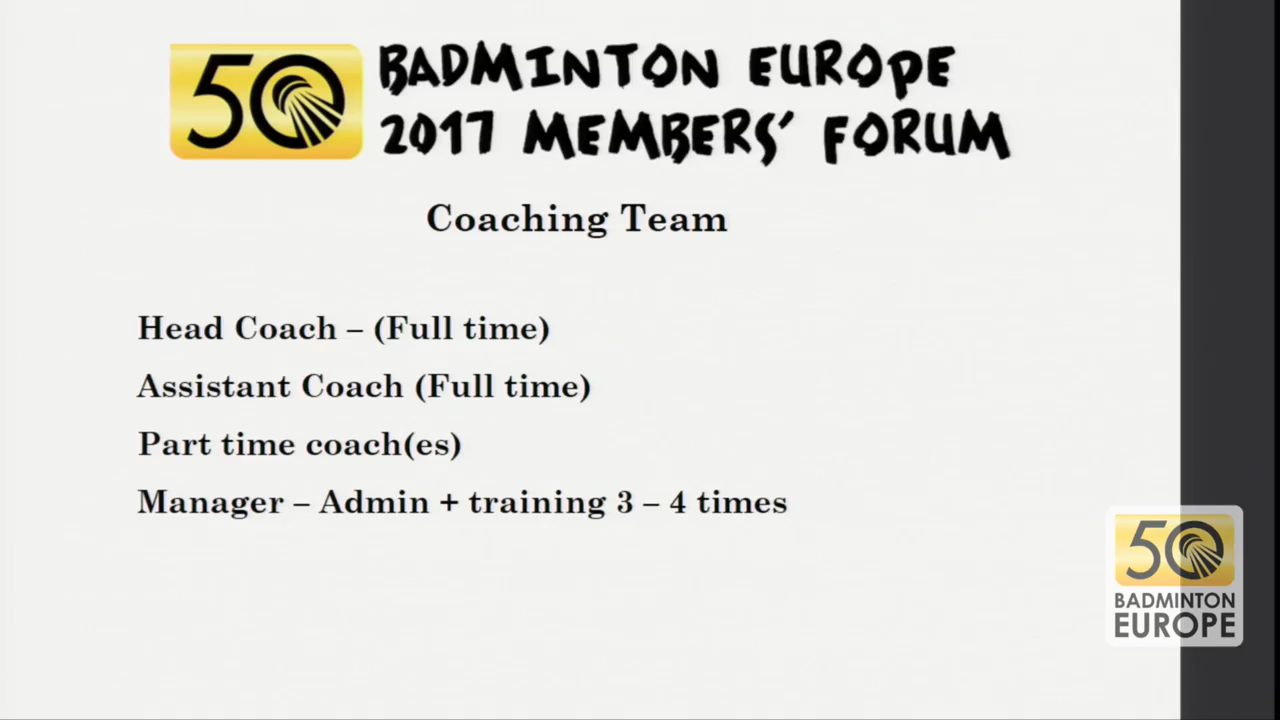 50
BADMINTON EUROPE
2017 MEMBERS' FORUM
Coaching Team
Head Coach – (Full time)
Assistant Coach (Full time)
Part time coach(es)
Manager – Admin + training 3 – 4 times
50
BADMINTON
EUROPE